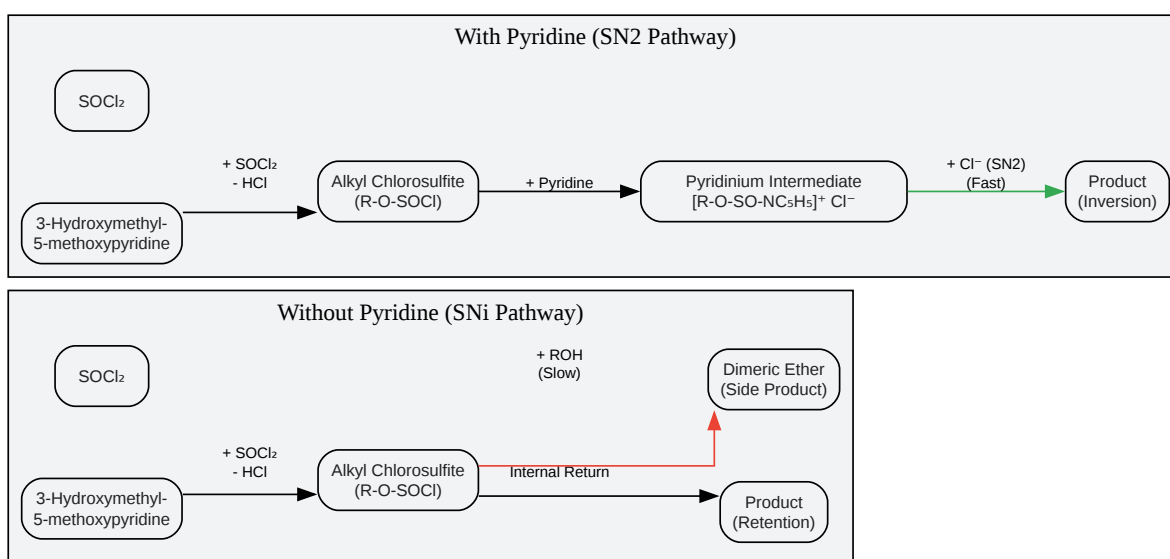 With Pyridine (SN2 Pathway)
SOCl₂
+ SOCl₂
- HCl
3-Hydroxymethyl-
5-methoxypyridine
Alkyl Chlorosulfite
(R-O-SOCl)
+ Pyridine
Pyridinium Intermediate
[R-O-SO-NC₅H₅]⁺ Cl⁻
+ Cl⁻ (SN2)
(Fast)
Product
(Inversion)
Without Pyridine (SNi Pathway)
SOCl₂
+ ROH
(Slow)
Dimeric Ether
(Side Product)
+ SOCl₂
- HCl
3-Hydroxymethyl-
5-methoxypyridine
Alkyl Chlorosulfite
(R-O-SOCl)
Internal Return
Product
(Retention)